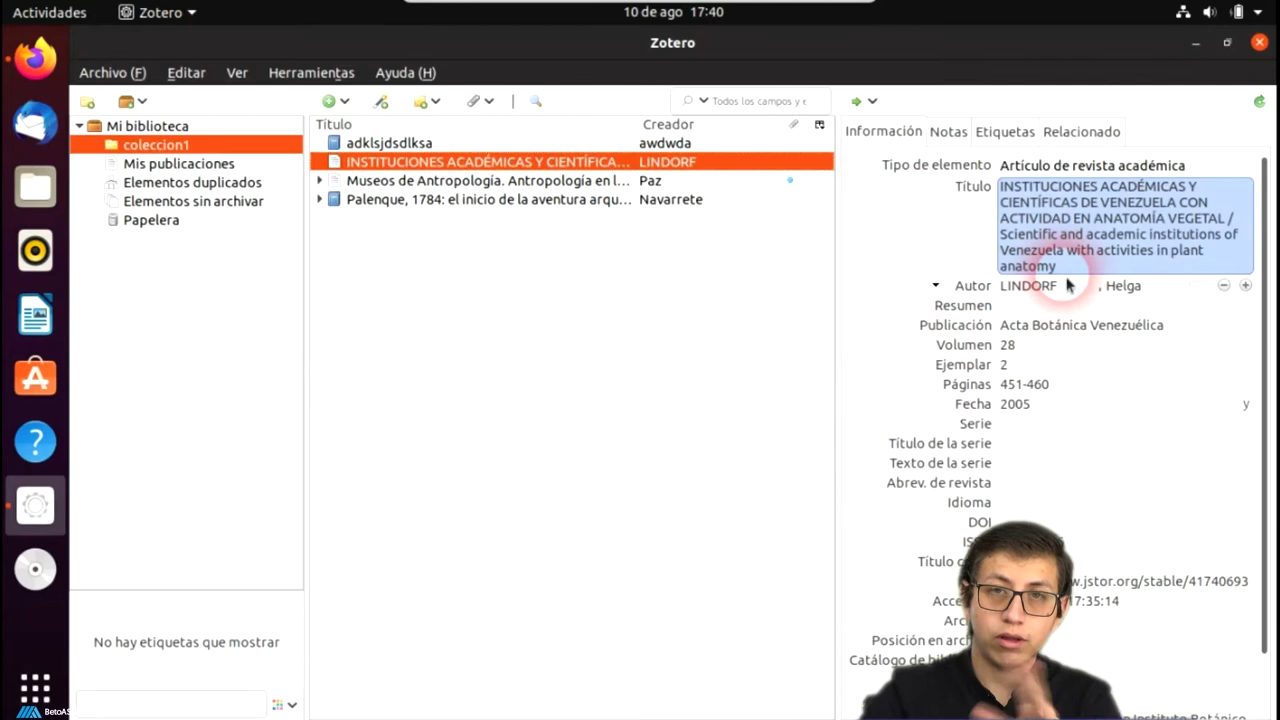 Actividades
Zotero
10 de ago 17:40
Zotero
Archivo (F)
Editar
Ver
Herramientas
Ayuda (H)
Todos los campos y e
Mi biblioteca
coleccion1
Mis publicaciones
Elementos duplicados
Elementos sin archivar
Papelera
No hay etiquetas que mostrar
Título Creador
adklsjdsdlksa awdwda
INSTITUCIONES ACADÉMICAS Y CIENTÍFICA... LINDORF
Museos de Antropología. Antropología en l... Paz
Palenque, 1784: el inicio de la aventura arqu... Navarrete
Información Notas Etiquetas Relacionado
Tipo de elemento Artículo de revista académica
Título INSTITUCIONES ACADÉMICAS Y
CIENTÍFICAS DE VENEZUELA CON
ACTIVIDAD EN ANATOMÍA VEGETAL /
Scientific and academic institutions of
Venezuela with activities in plant
anatomy
Autor LINDORF , Helga
Resumen
Publicación Acta Botánica Venezuélica
Volumen 28
Ejemplar 2
Páginas 451-460
Fecha 2005 y
Serie
Título de la serie
Texto de la serie
Abrev. de revista
Idioma
DOI
Título
w.jstor.org/stable/41740693
17:35:14
Posición en
Catálogo de
Instituto Botánico
BetoAS